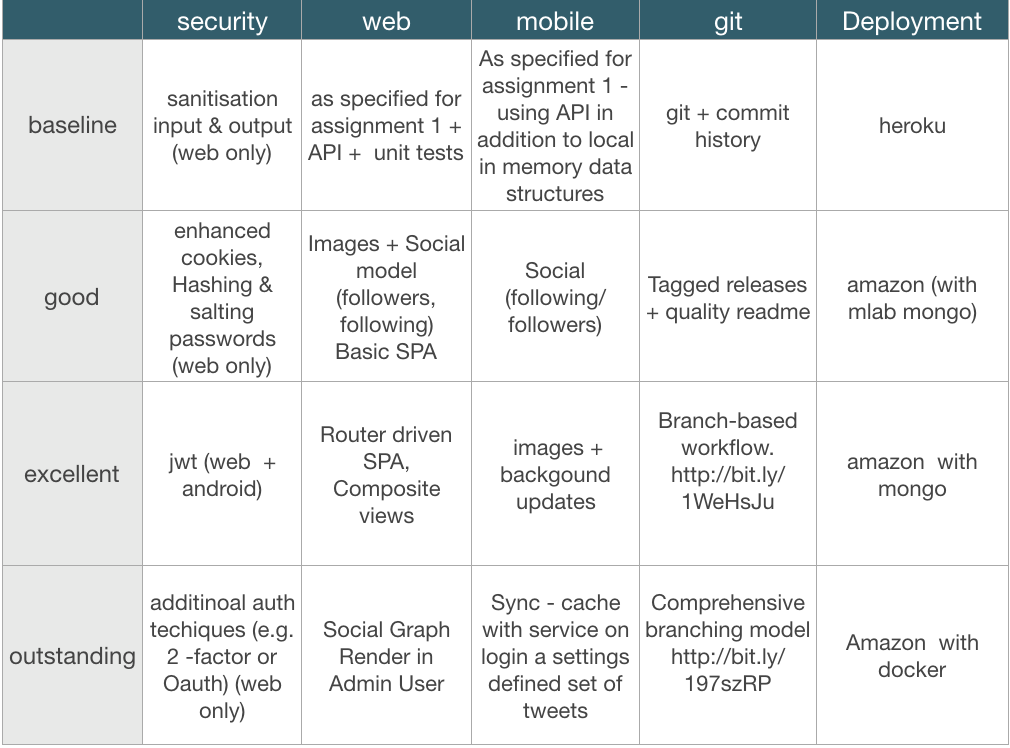 security web mobile git Deployment
baseline
sanitisation
input & output
(web only)
as specified for
assignment 1 +
API + unit tests
As specified for
assignment 1 -
using API in
addition to local
in memory data
structures
git + commit
history
heroku
good
enhanced
cookies,
Hashing &
salting
passwords
(web only)
Images + Social
model
(followers,
following)
Basic SPA
Social
(following/
followers)
Tagged releases
+ quality readme
amazon (with
mlab mongo)
excellent
jwt (web +
android)
Router driven
SPA,
Composite
views
images +
backgound
updates
Branch-based
workflow.
http://bit.ly/
1WeHsJu
amazon with
mongo
outstanding
additinoal auth
techiques (e.g.
2 -factor or
Oauth) (web
only)
Social Graph
Render in
Admin User
Sync - cache
with service on
login a settings
defined set of
tweets
Comprehensive
branching model
http://bit.ly/
197szRP
Amazon with
docker